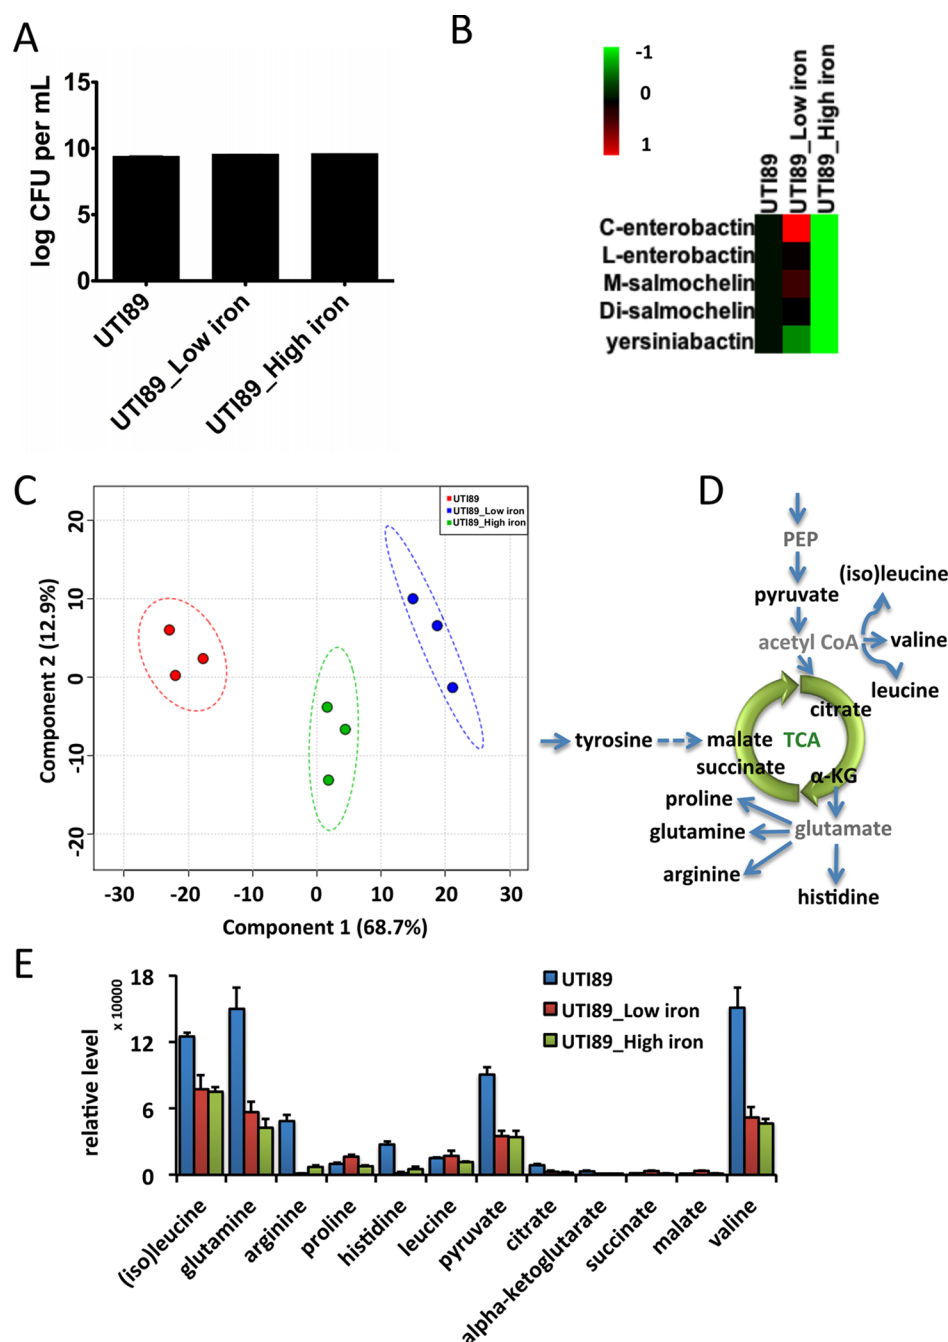 A
log CFU per mL
15
10
5
0
UTI89
UTI89_Low iron
UTI89_High iron
B
-1
0
1
UTI89
UTI89_Low iron
UTI89_High iron
C-enterobactin
L-enterobactin
M-salmochelin
Di-salmochelin
yersiniabactin
C
Component 2 (12.9%)
20
10
0
-10
-20
UTI89
UTI89_Low iron
UTI89_High iron
-30
-20
-10
0
10
20
30
Component 1 (68.7%)
D
PEP
pyruvate
(iso)leucine
acetyl CoA
valine
leucine
citrate
tyrosine
malate
TCA
succinate
α-KG
proline
glutamine
glutamate
arginine
histidine
E
relative level
x 10000
18
12
6
0
UTI89
UTI89_Low iron
UTI89_High iron
(iso)leucine
glutamine
arginine
proline
histidine
leucine
pyruvate
citrate
alpha-ketoglutarate
succinate
malate
valine